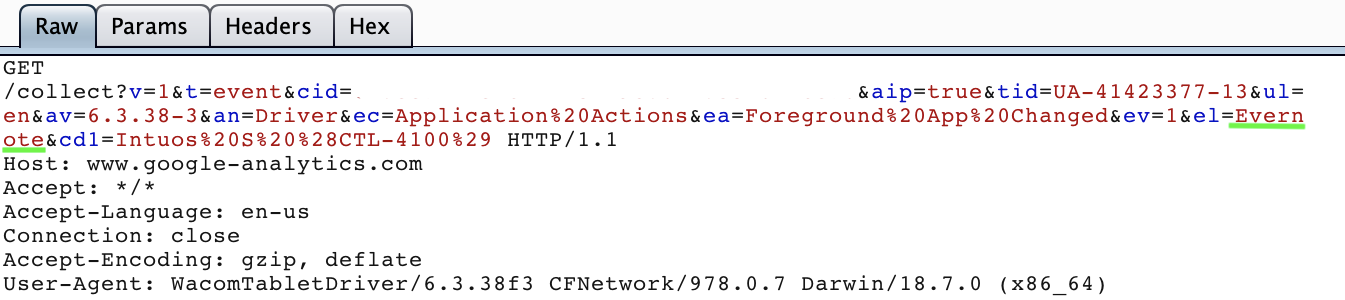 Raw Params Headers Hex
GET
/collect?v=1&t=event&cid= &aip=true&tid=UA-41423377-13&ul=
en&av=6.3.38-3&an=Driver&ec=Application%20Actions&ea=Foreground%20App%20Changed&ev=1&el=Evern
ote&cd1=Intuos%20S%20%28CTL-4100%29 HTTP/1.1
Host: www.google-analytics.com
Accept: */*
Accept-Language: en-us
Connection: close
Accept-Encoding: gzip, deflate
User-Agent: WacomTabletDriver/6.3.38f3 CFNetwork/978.0.7 Darwin/18.7.0 (x86_64)